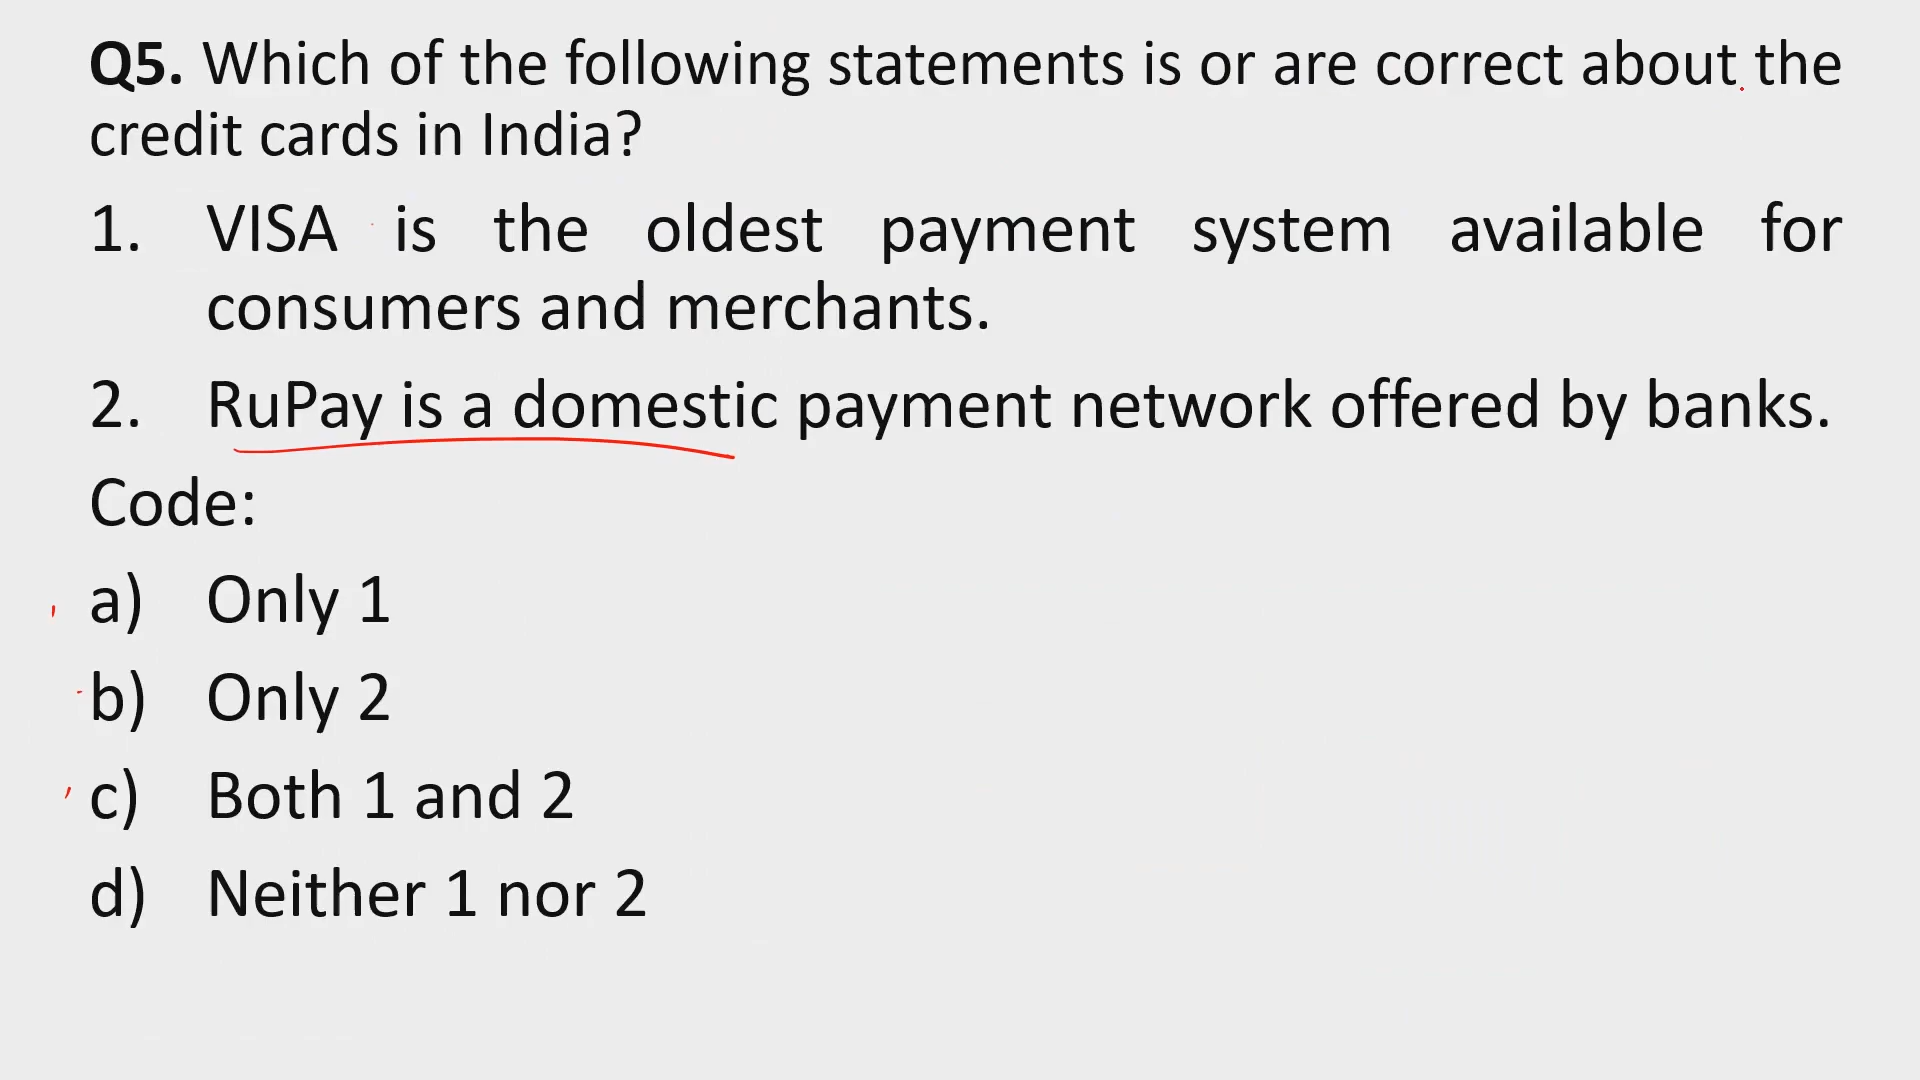 Q5. Which of the following statements is or are correct about the
credit cards in India?
1. VISA is the oldest payment system available for
consumers and merchants.
2. RuPay is a domestic payment network offered by banks.
Code:
a) Only 1
b) Only 2
c) Both 1 and 2
d) Neither 1 nor 2